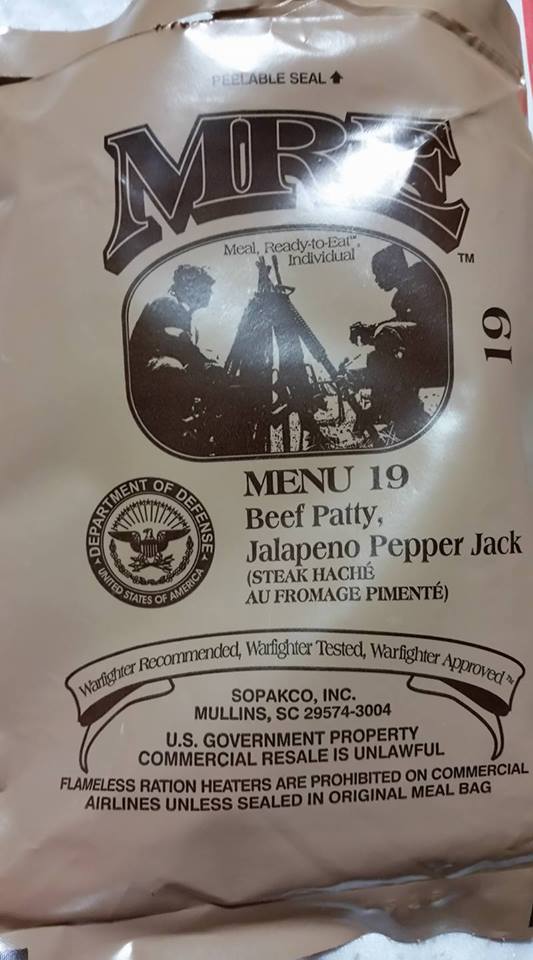 PEELABLE SEAL
MRE
TM
Meal, Ready-to-Eat™,
Individual
19
DEPARTMENT OF DEFENSE
UNITED STATES OF AMERICA
MENU 19
Beef Patty,
Jalapeno Pepper Jack
(STEAK HACHÉ
AU FROMAGE PIMENTÉ)
Warfighter Recommended, Warfighter Tested, Warfighter Approved.™
SOPAKCO, INC.
MULLINS, SC 29574-3004
U.S. GOVERNMENT PROPERTY
COMMERCIAL RESALE IS UNLAWFUL
FLAMELESS RATION HEATERS ARE PROHIBITED ON COMMERCIAL
AIRLINES UNLESS SEALED IN ORIGINAL MEAL BAG